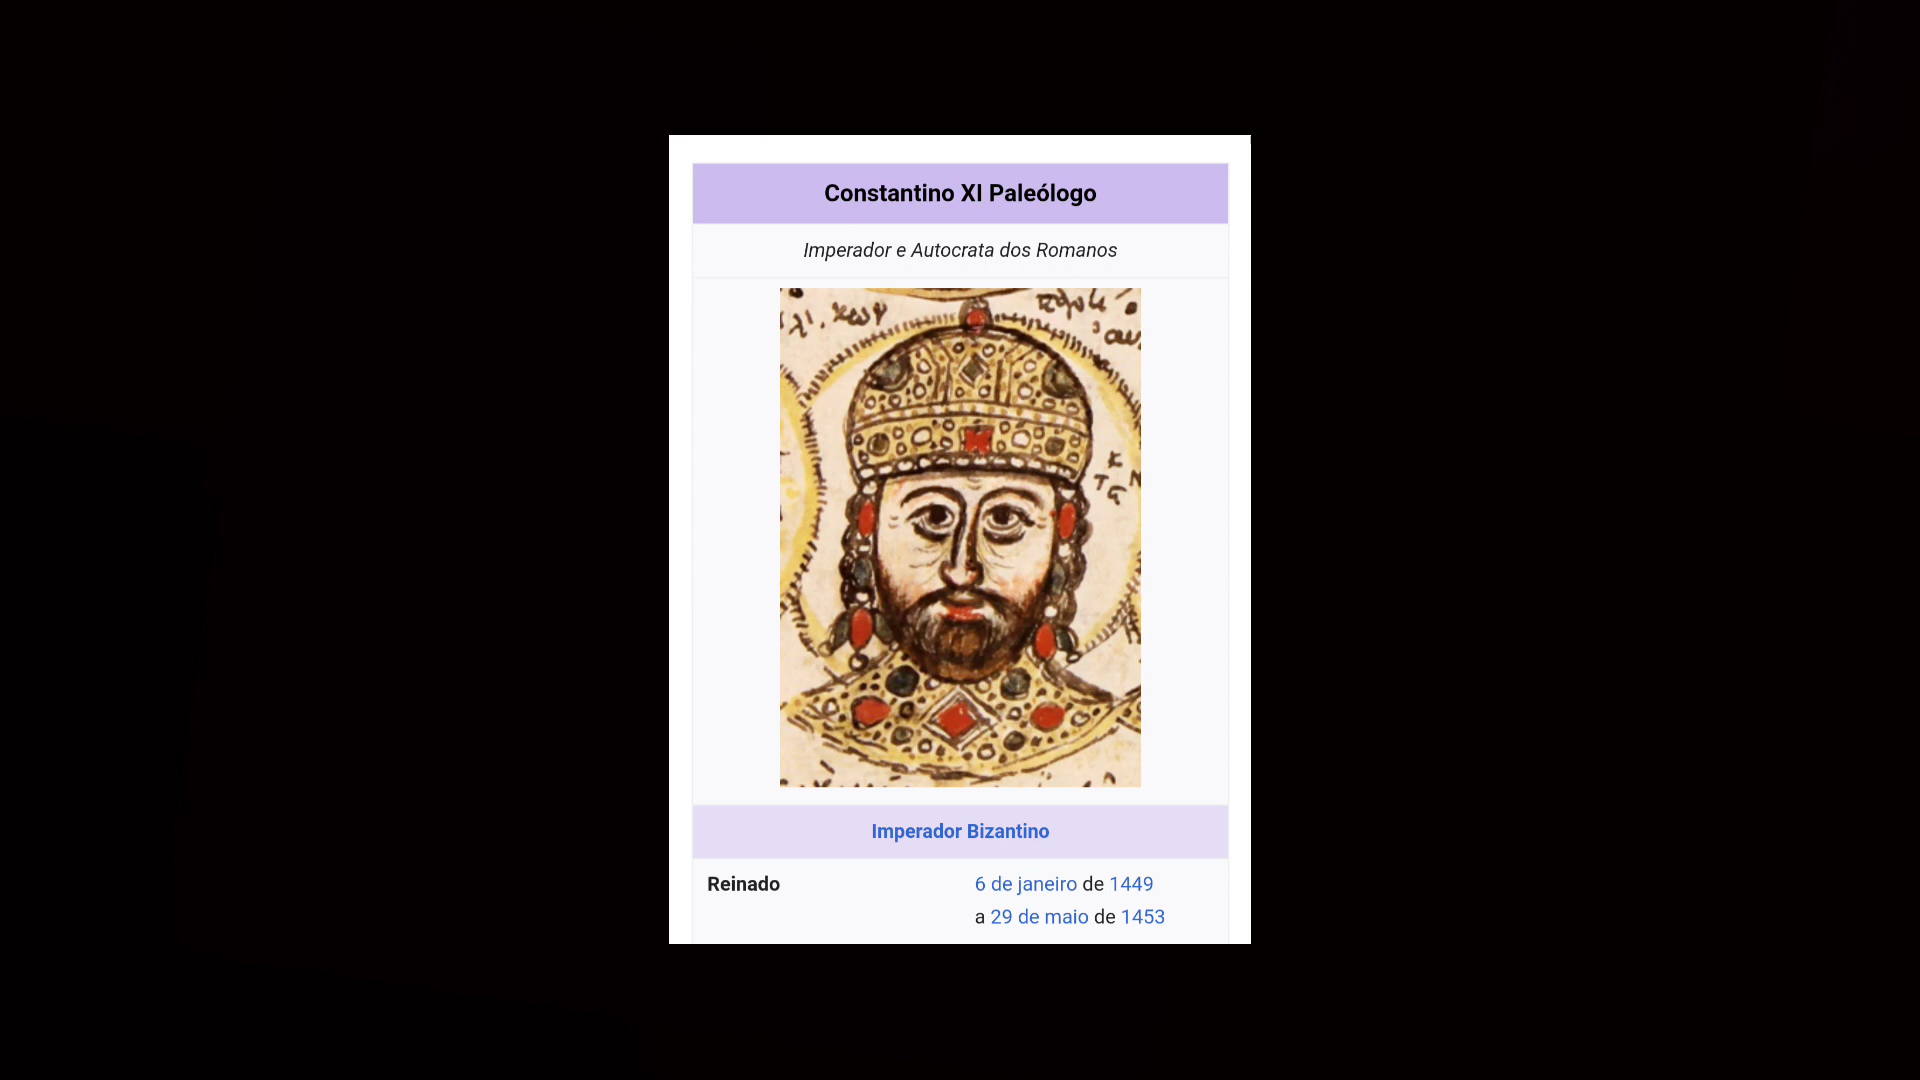 Constantino XI Paleólogo
Imperador e Autocrata dos Romanos
Imperador Bizantino
Reinado 6 de janeiro de 1449
a 29 de maio de 1453